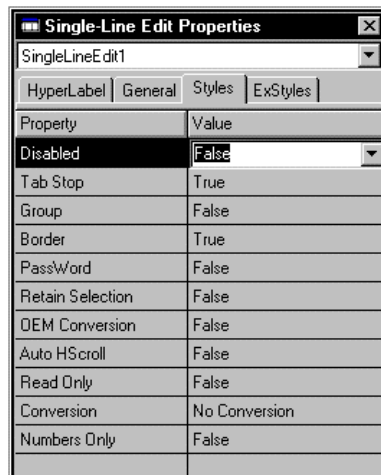 Single-Line Edit Properties
SingleLineEdit1
HyperLabel General Styles ExStyles
Property Value
Disabled False
Tab Stop True
Group False
Border True
PassWord False
Retain Selection False
OEM Conversion False
Auto HScroll False
Read Only False
Conversion No Conversion
Numbers Only False